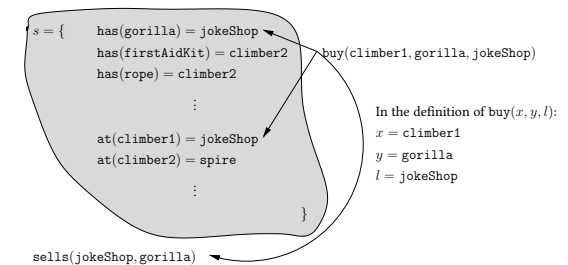 s = { has(gorilla) = jokeShop
has(firstAidKit) = climber2
has(rope) = climber2
⋮
at(climber1) = jokeShop
at(climber2) = spire
⋮
}
buy(climber1, gorilla, jokeShop)
In the definition of buy(x, y, l):
x = climber1
y = gorilla
l = jokeShop
sells(jokeShop, gorilla)